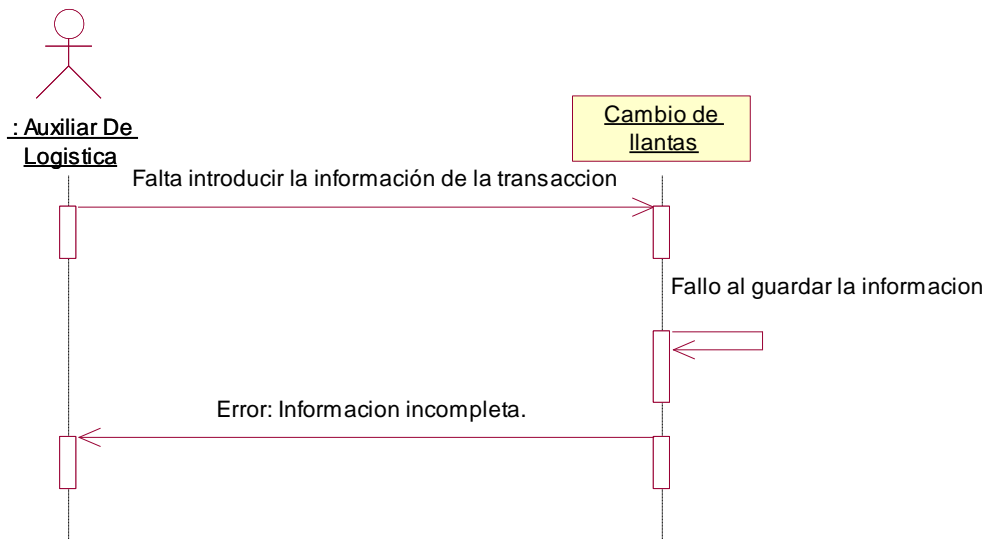 : Auxiliar De
Logistica
Cambio de
llantas
Falta introducir la información de la transaccion
Fallo al guardar la informacion
Error: Informacion incompleta.